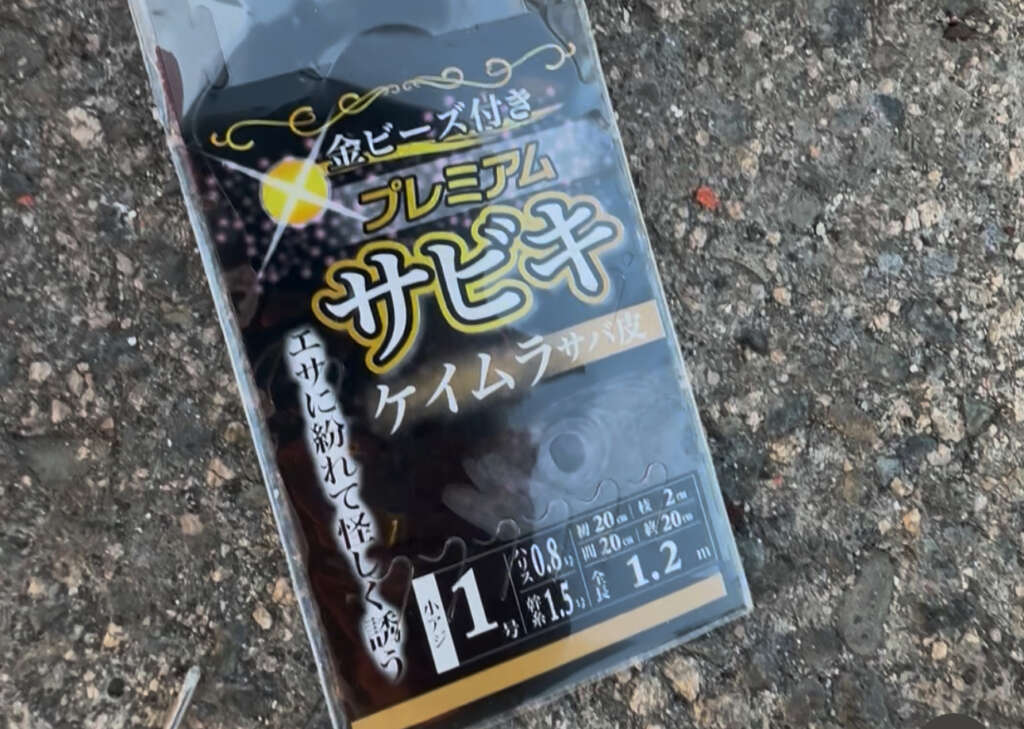 金ビーズ付き
プレミアム
サビキ
ケイムラサバ皮
エサに紛れて怪しく誘う
小アジ 1号
ハリス 0.8号
幹糸 1.5号
初20cm 枝2cm
間20cm 終20cm
全長 1.2m